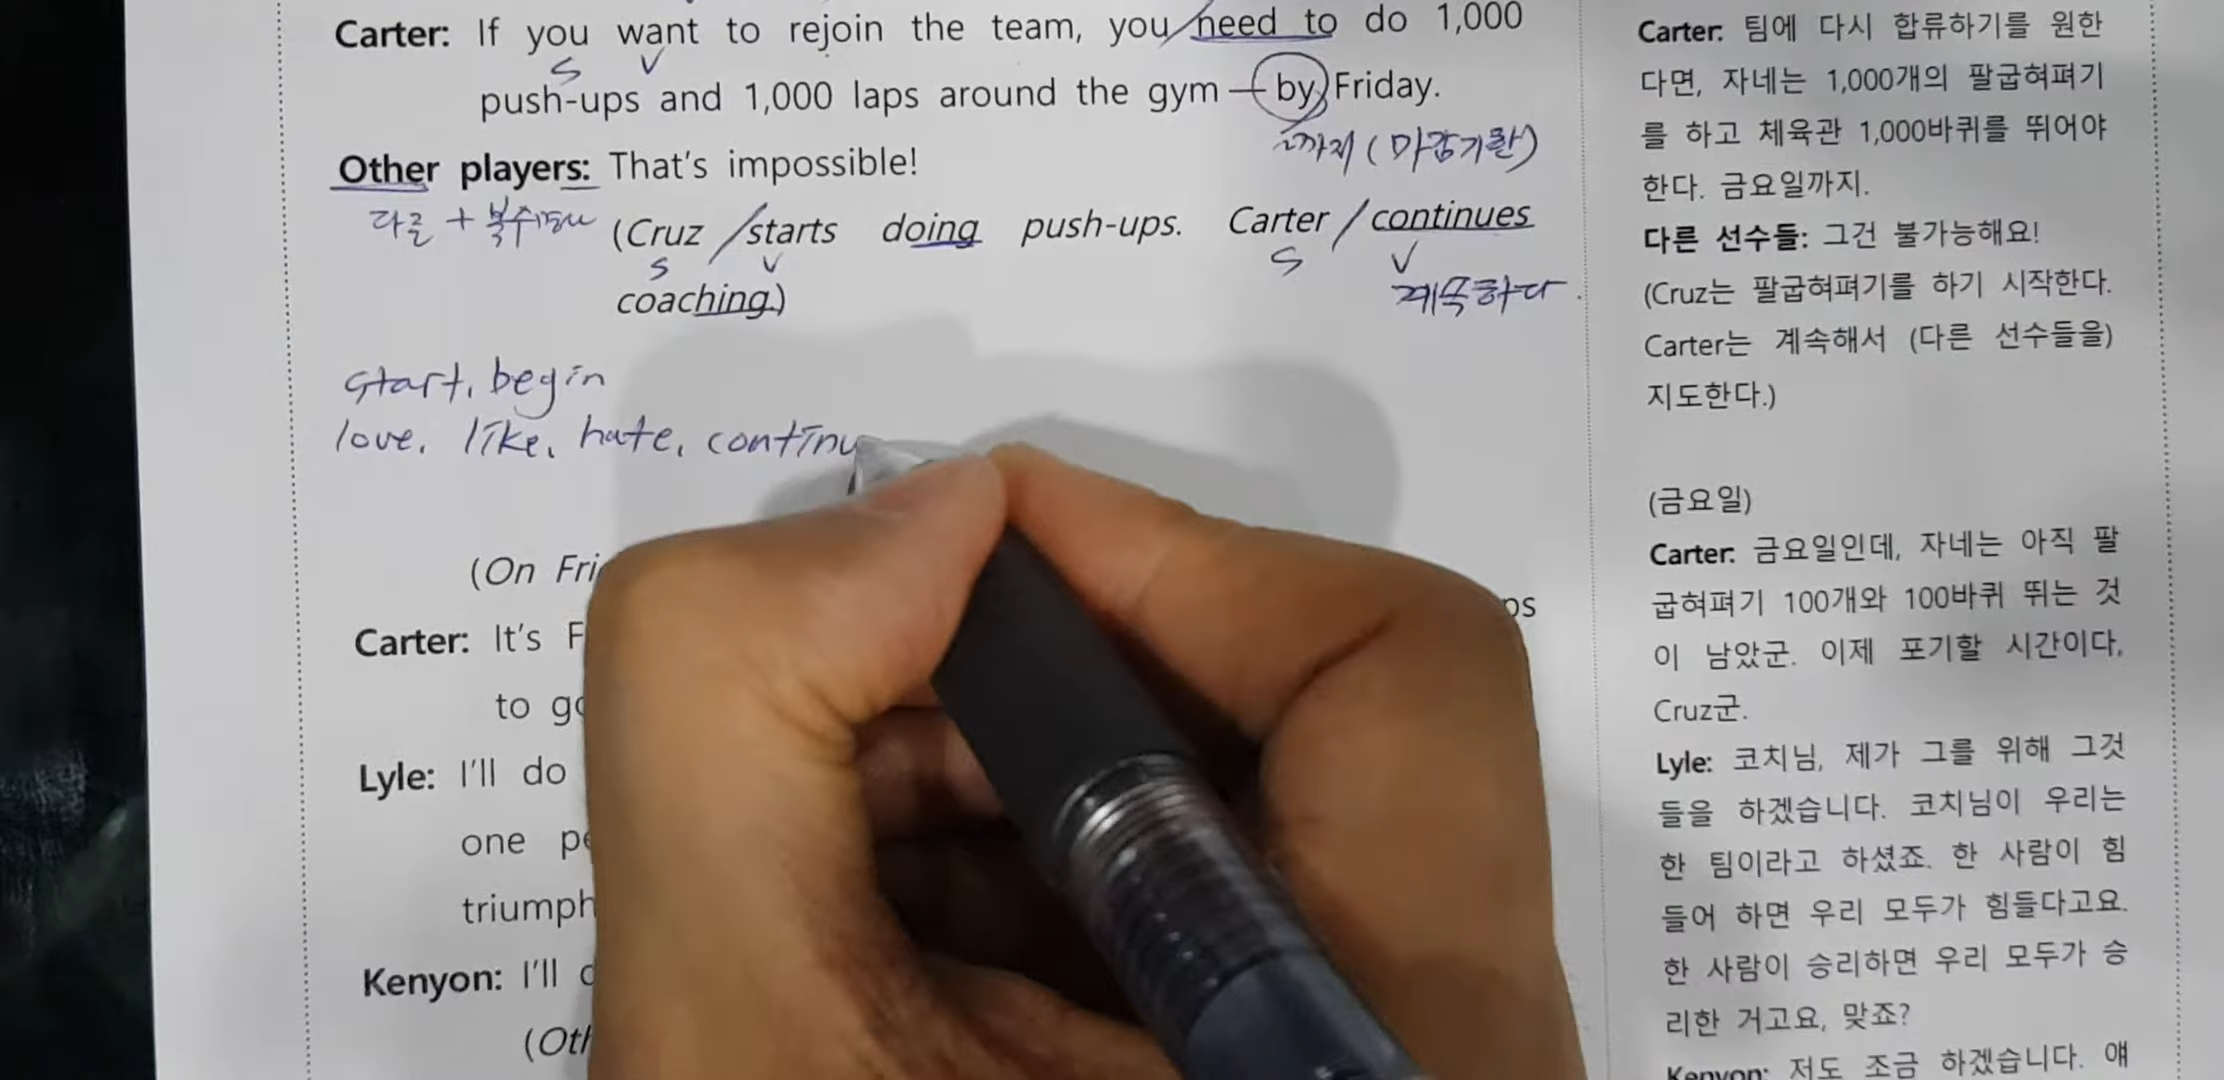 Carter: If you want to rejoin the team, you need to do 1,000
S V
push-ups and 1,000 laps around the gym — by Friday.
~까지 (마감기한)
Other players: That's impossible!
다른 + 복수명사
(Cruz / starts doing push-ups. Carter / continues
S V S V
coaching.)
계속하다
start, begin
love, like, hate, continu
(On Fri
ps
Carter: It's F
to go
Lyle: I'll do
one pe
triumph
Kenyon: I'll
(Oth
Carter: 팀에 다시 합류하기를 원한
다면, 자네는 1,000개의 팔굽혀펴기
를 하고 체육관 1,000바퀴를 뛰어야
한다. 금요일까지.
다른 선수들: 그건 불가능해요!
(Cruz는 팔굽혀펴기를 하기 시작한다.
Carter는 계속해서 (다른 선수들을)
지도한다.)
(금요일)
Carter: 금요일인데, 자네는 아직 팔
굽혀펴기 100개와 100바퀴 뛰는 것
이 남았군. 이제 포기할 시간이다,
Cruz군.
Lyle: 코치님, 제가 그를 위해 그것
들을 하겠습니다. 코치님이 우리는
한 팀이라고 하셨죠. 한 사람이 힘
들어 하면 우리 모두가 힘들다고요.
한 사람이 승리하면 우리 모두가 승
리한 거고요, 맞죠?
Kenyon: 저도 조금 하겠습니다. 얘